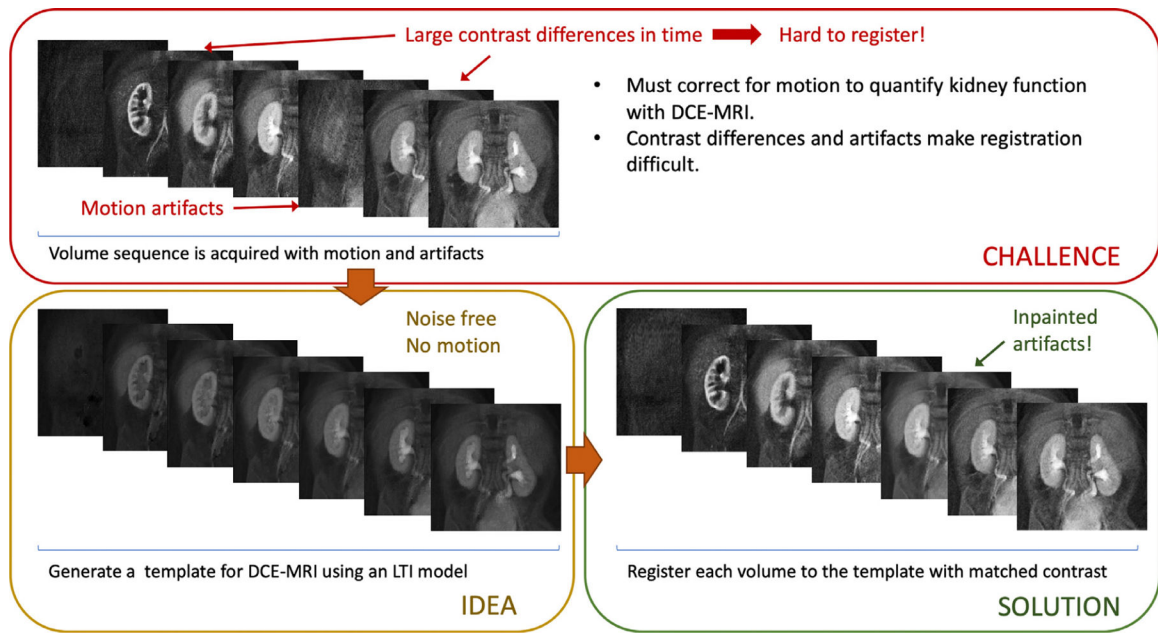 Large contrast differences in time
Hard to register!
• Must correct for motion to quantify kidney function
with DCE-MRI.
• Contrast differences and artifacts make registration
difficult.
Motion artifacts
Volume sequence is acquired with motion and artifacts
CHALLENCE
Noise free
No motion
Generate a template for DCE-MRI using an LTI model
IDEA
Inpainted
artifacts!
Register each volume to the template with matched contrast
SOLUTION